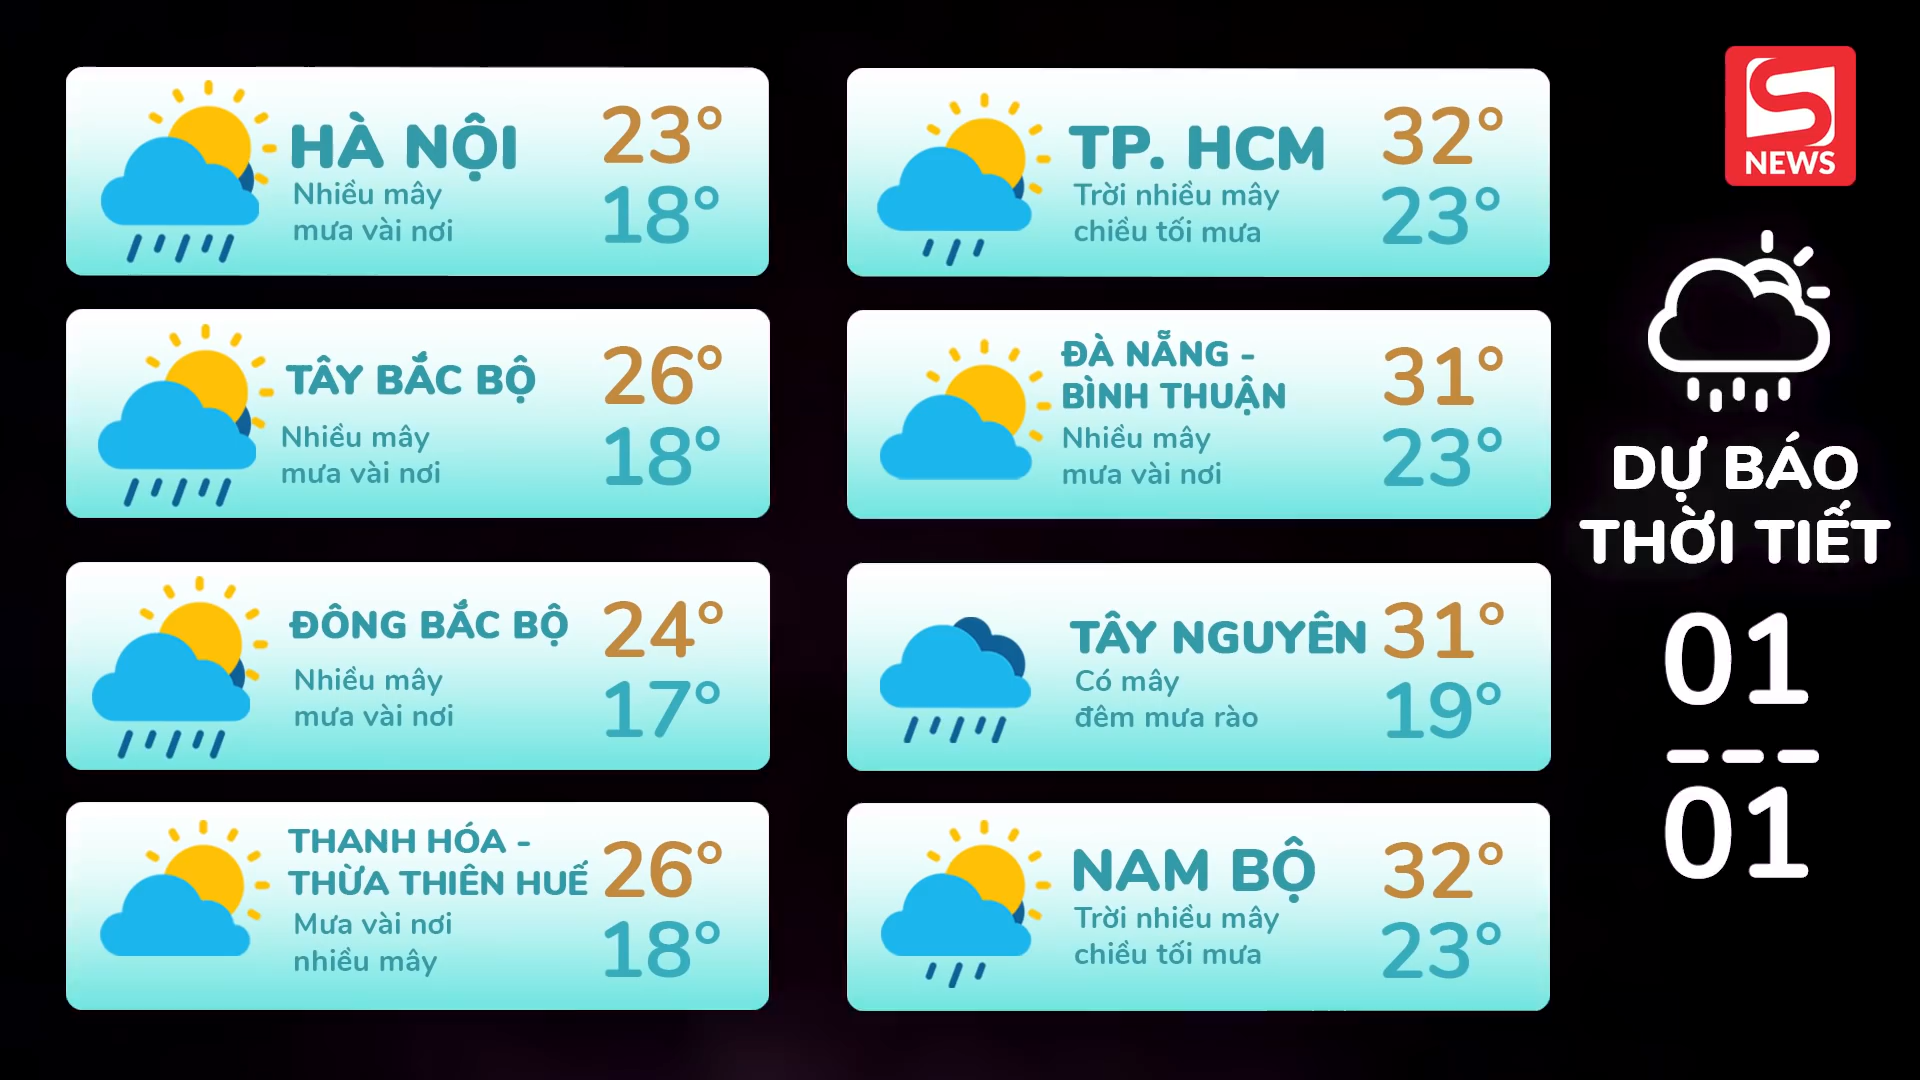 HÀ NỘI
Nhiều mây
mưa vài nơi
23°
18°
TP. HCM
Trời nhiều mây
chiều tối mưa
32°
23°
TÂY BẮC BỘ
Nhiều mây
mưa vài nơi
26°
18°
ĐÀ NẴNG -
BÌNH THUẬN
Nhiều mây
mưa vài nơi
31°
23°
ĐÔNG BẮC BỘ
Nhiều mây
mưa vài nơi
24°
17°
TÂY NGUYÊN
Có mây
đêm mưa rào
31°
19°
THANH HÓA -
THỪA THIÊN HUẾ
Mưa vài nơi
nhiều mây
26°
18°
NAM BỘ
Trời nhiều mây
chiều tối mưa
32°
23°
S
NEWS
DỰ BÁO
THỜI TIẾT
01
---
01